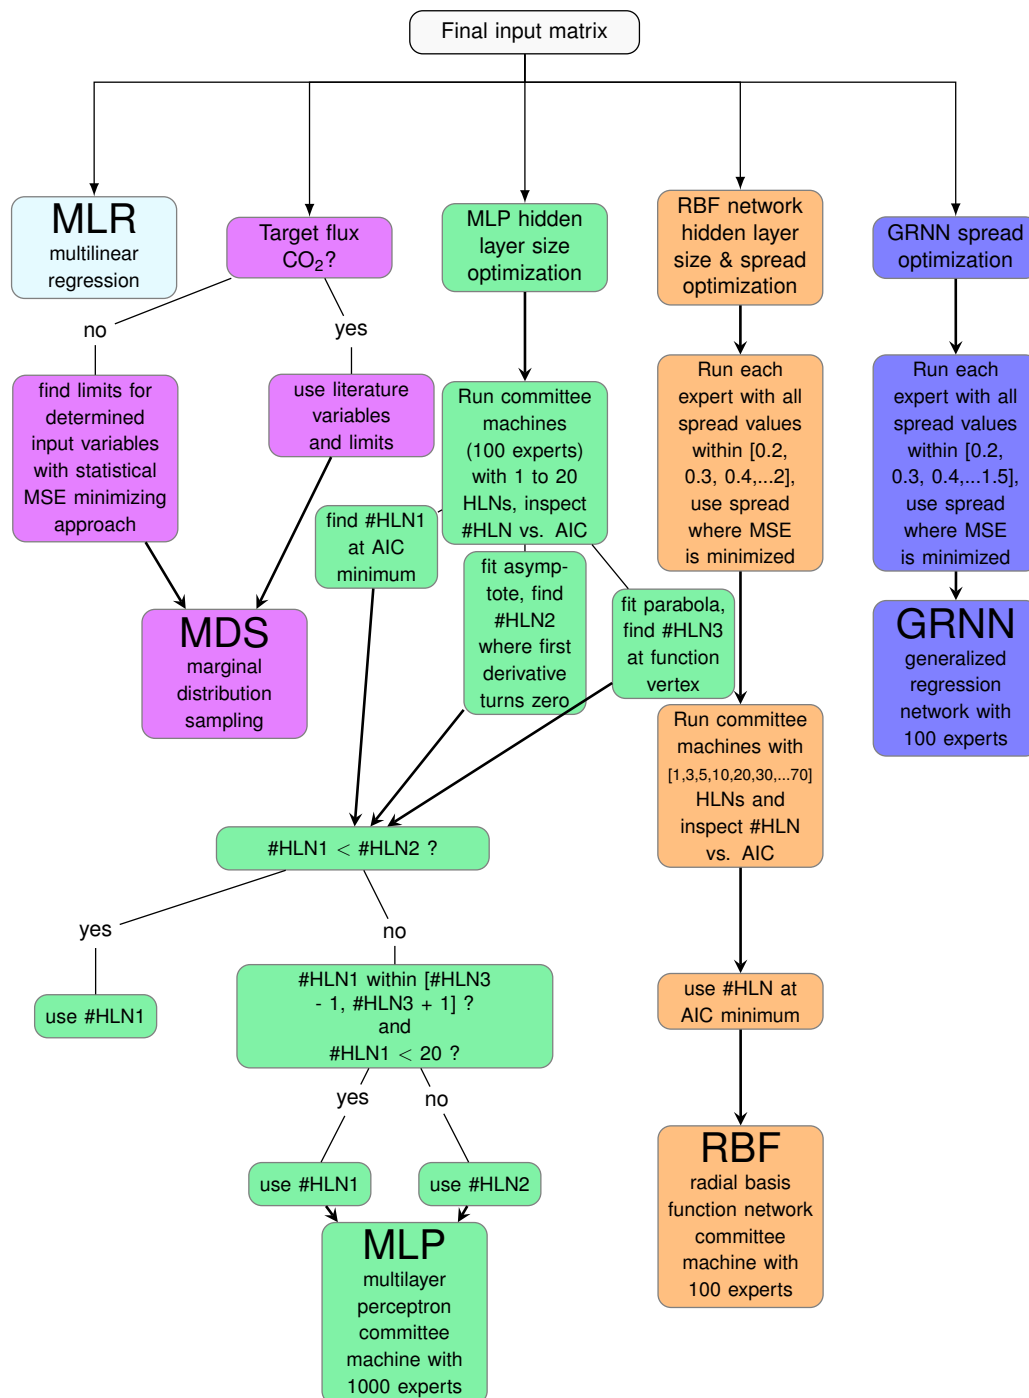 Final input matrix
MLR
multilinear
regression
Target flux
CO₂?
MLP hidden
layer size
optimization
RBF network
hidden layer
size & spread
optimization
GRNN spread
optimization
no
yes
find limits for
determined
input variables
with statistical
MSE minimizing
approach
use literature
variables
and limits
Run committee
machines
(100 experts)
with 1 to 20
HLNs, inspect
#HLN vs. AIC
Run each
expert with all
spread values
within [0.2,
0.3, 0.4,...2],
use spread
where MSE
is minimized
Run each
expert with all
spread values
within [0.2,
0.3, 0.4,...1.5],
use spread
where MSE
is minimized
find #HLN1
at AIC
minimum
fit asymp-
tote, find
#HLN2
where first
derivative
turns zero
fit parabola,
find #HLN3
at function
vertex
MDS
marginal
distribution
sampling
GRNN
generalized
regression
network with
100 experts
Run committee
machines with
[1,3,5,10,20,30,...70]
HLNs and
inspect #HLN
vs. AIC
#HLN1 < #HLN2 ?
yes
no
use #HLN1
#HLN1 within [#HLN3
- 1, #HLN3 + 1] ?
and
#HLN1 < 20 ?
use #HLN at
AIC minimum
yes
no
use #HLN1
use #HLN2
RBF
radial basis
function network
committee
machine with
100 experts
MLP
multilayer
perceptron
committee
machine with
1000 experts